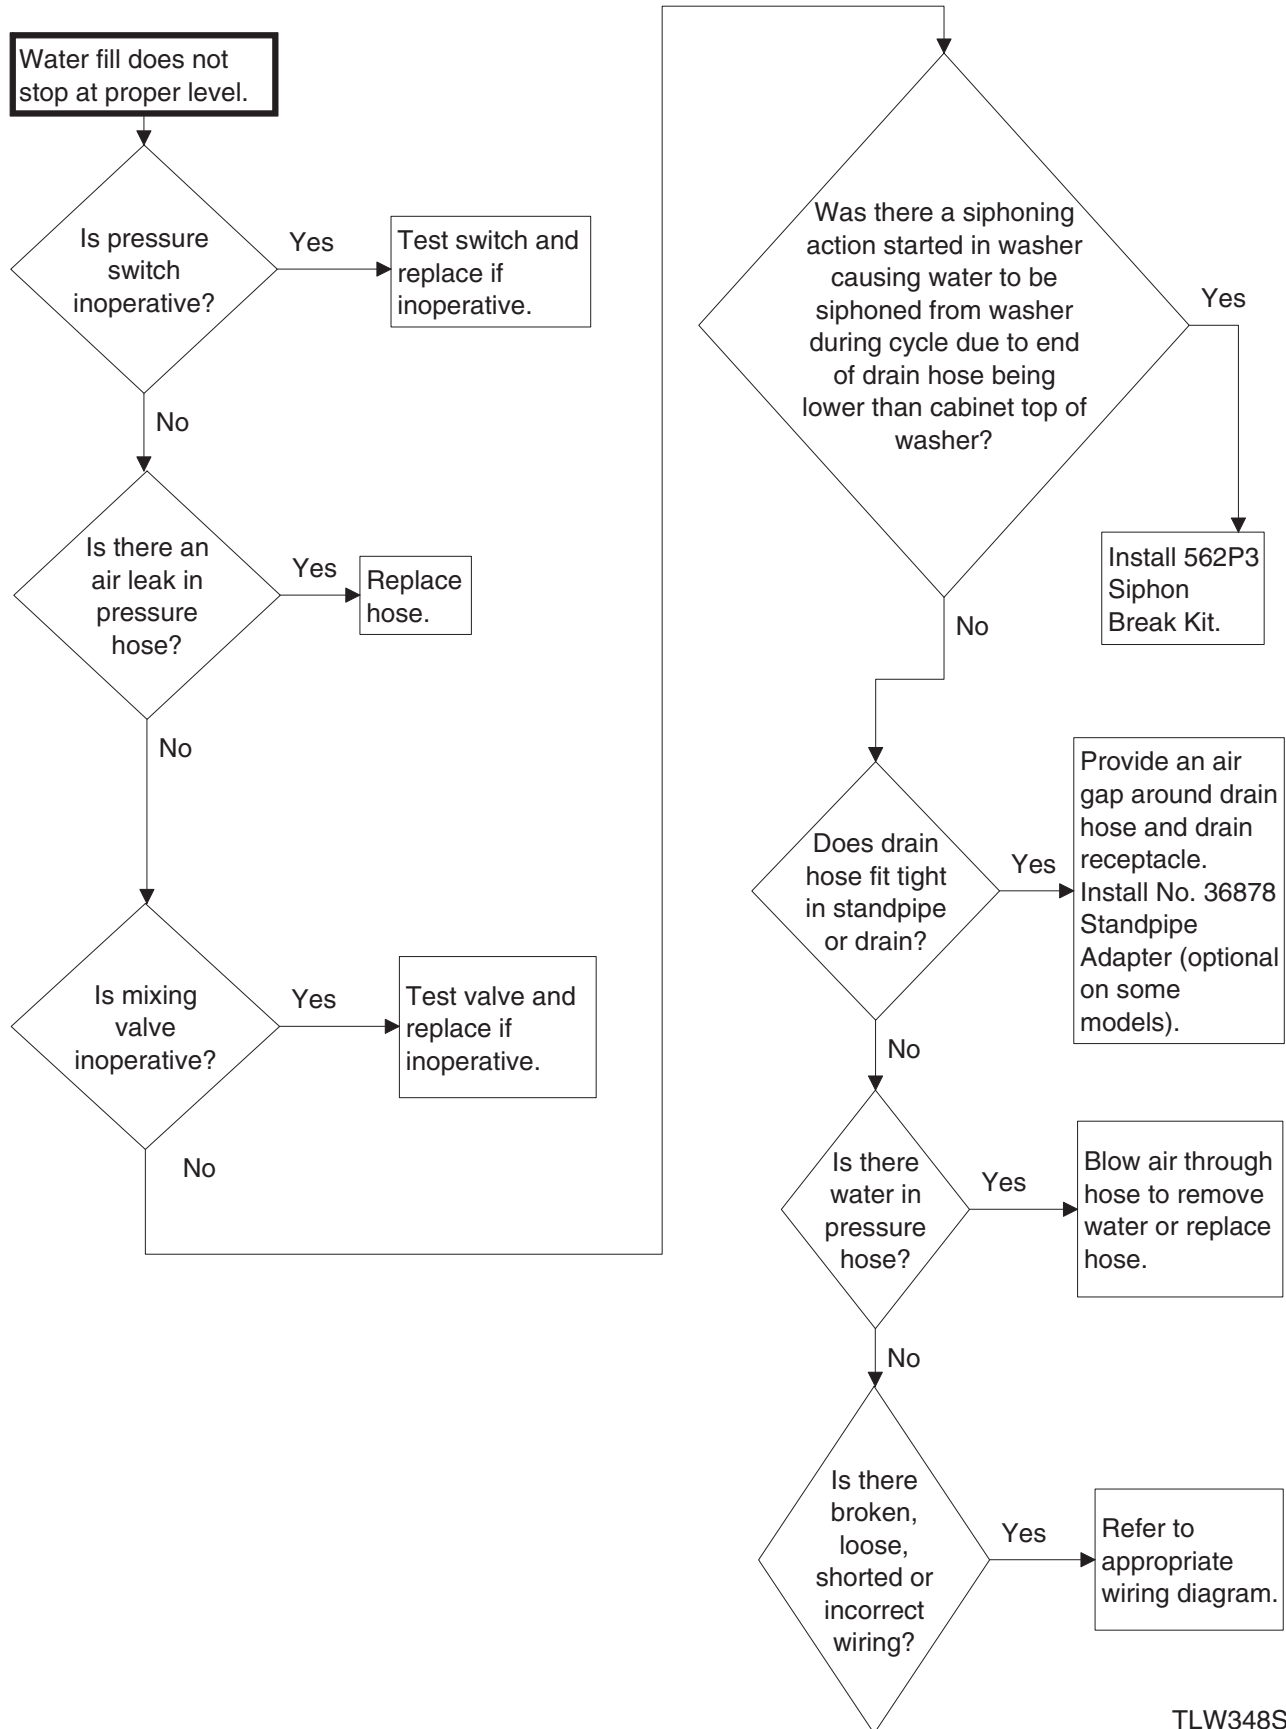 Water fill does not
stop at proper level.
Is pressure
switch
inoperative?
Yes
Test switch and
replace if
inoperative.
No
Is there an
air leak in
pressure
hose?
Yes
Replace
hose.
No
Is mixing
valve
inoperative?
Yes
Test valve and
replace if
inoperative.
No
Was there a siphoning
action started in washer
causing water to be
siphoned from washer
during cycle due to end
of drain hose being
lower than cabinet top of
washer?
Yes
Install 562P3
Siphon
Break Kit.
No
Does drain
hose fit tight
in standpipe
or drain?
Yes
Provide an air
gap around drain
hose and drain
receptacle.
Install No. 36878
Standpipe
Adapter (optional
on some
models).
No
Is there
water in
pressure
hose?
Yes
Blow air through
hose to remove
water or replace
hose.
No
Is there
broken,
loose,
shorted or
incorrect
wiring?
Yes
Refer to
appropriate
wiring diagram.
TLW348S